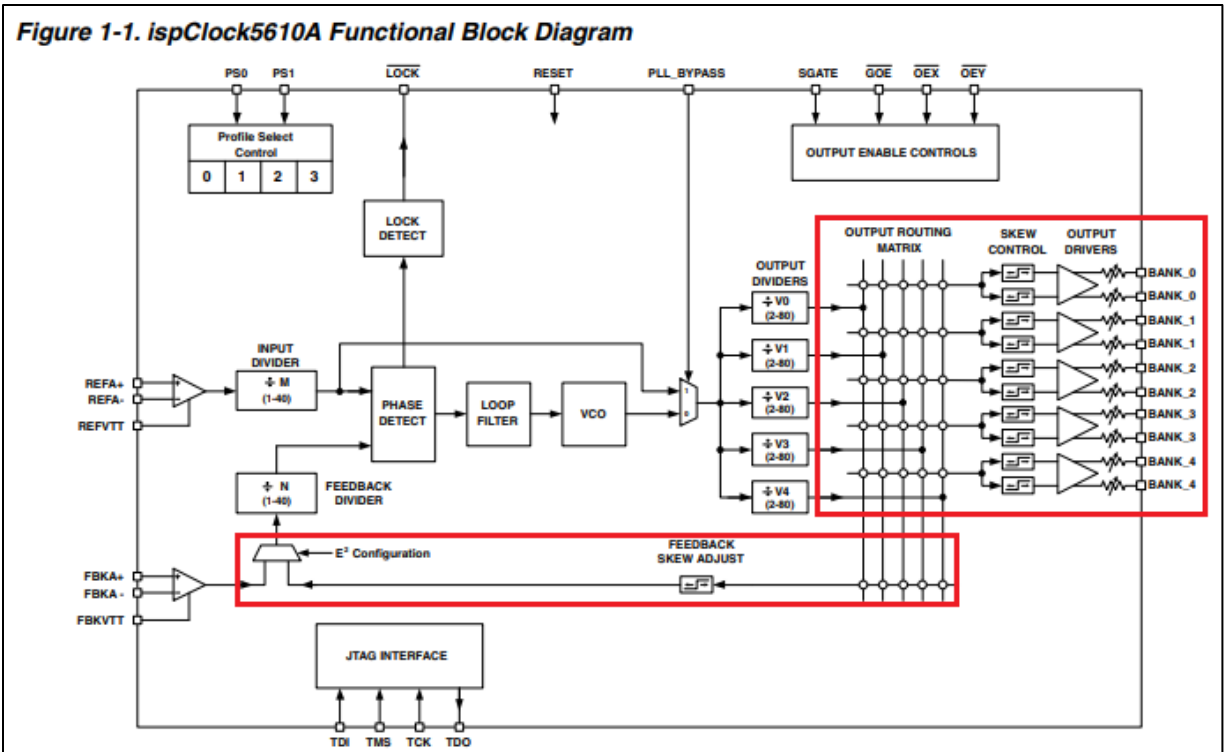 Figure 1-1. ispClock5610A Functional Block Diagram
PS0 PS1 LOCK RESET PLL_BYPASS SGATE GOE OEX OEY
Profile Select
Control
0 1 2 3
OUTPUT ENABLE CONTROLS
LOCK
DETECT
OUTPUT ROUTING
MATRIX
SKEW
CONTROL
OUTPUT
DRIVERS
OUTPUT
DIVIDERS
÷ V0
(2-80)
÷ V1
(2-80)
÷ V2
(2-80)
÷ V3
(2-80)
÷ V4
(2-80)
BANK_0
BANK_0
BANK_1
BANK_1
BANK_2
BANK_2
BANK_3
BANK_3
BANK_4
BANK_4
INPUT
DIVIDER
÷ M
(1-40)
REFA+
REFA-
REFVTT
PHASE
DETECT
LOOP
FILTER
VCO
1
0
÷ N
(1-40)
FEEDBACK
DIVIDER
E² Configuration
FEEDBACK
SKEW ADJUST
FBKA+
FBKA -
FBKVTT
+
-
+
-
JTAG INTERFACE
TDI TMS TCK TDO